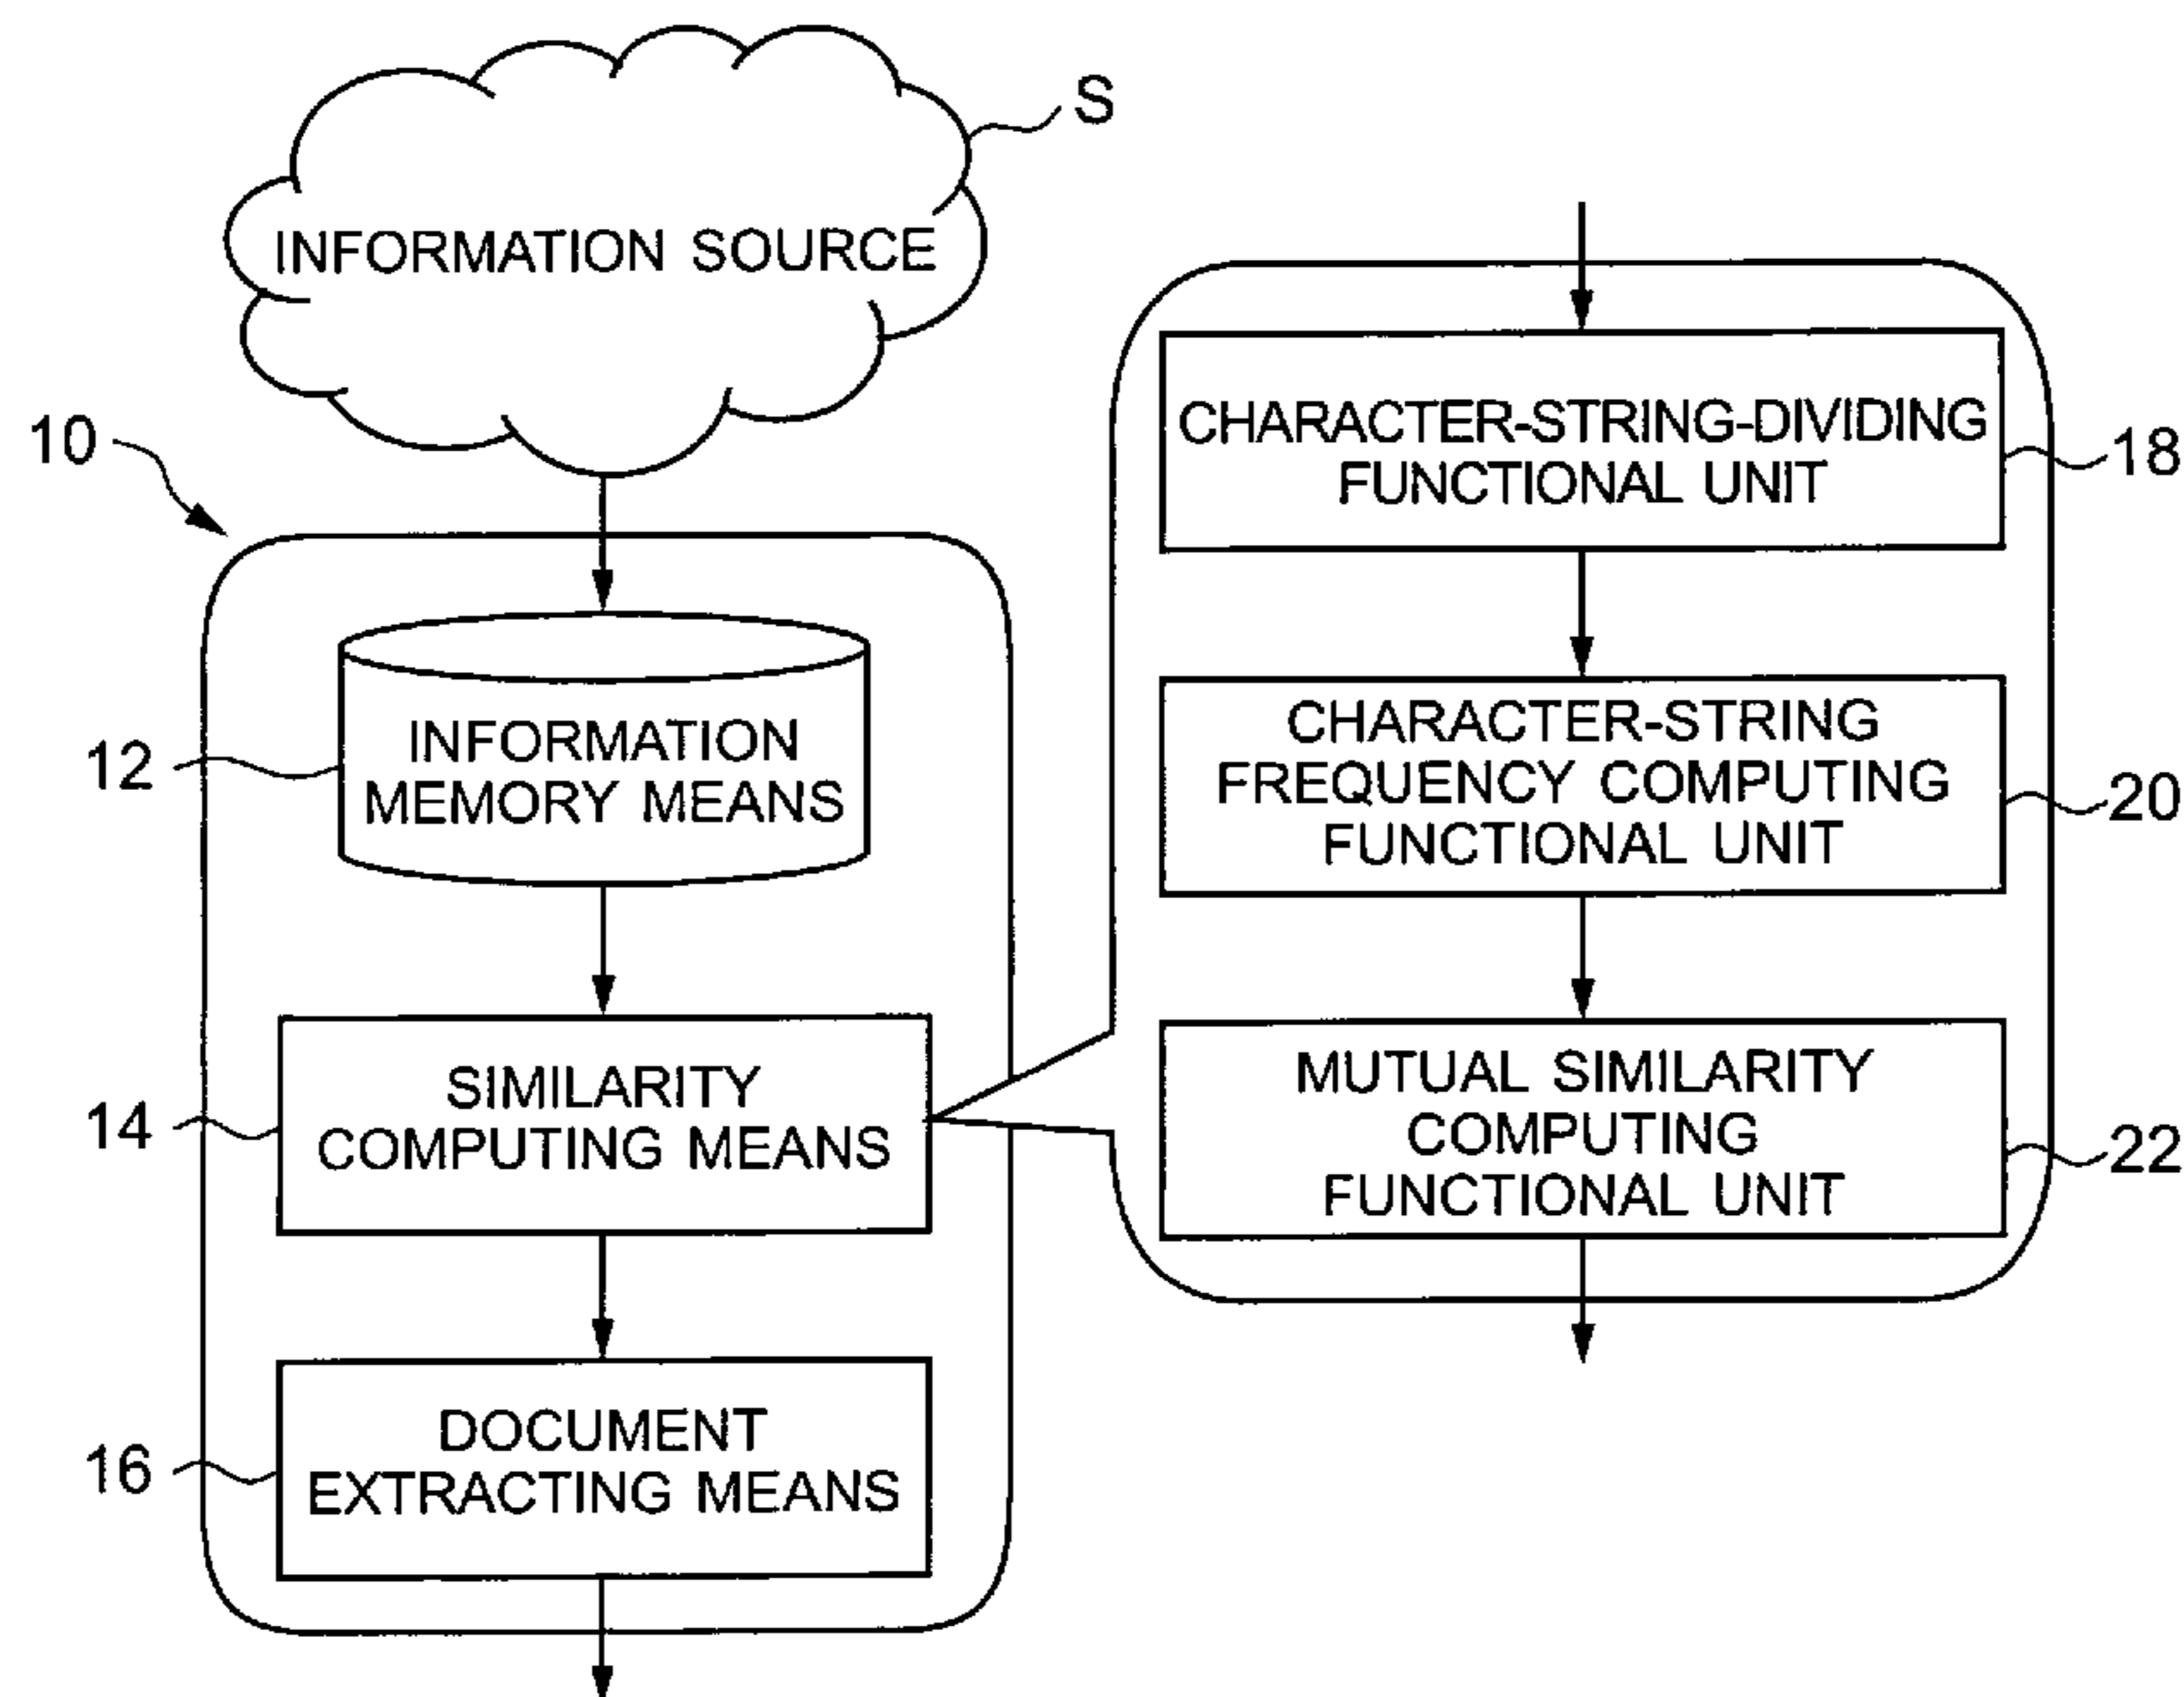 S
INFORMATION SOURCE
10
12
INFORMATION
MEMORY MEANS
14
SIMILARITY
COMPUTING MEANS
16
DOCUMENT
EXTRACTING MEANS
CHARACTER-STRING-DIVIDING
FUNCTIONAL UNIT
18
CHARACTER-STRING
FREQUENCY COMPUTING
FUNCTIONAL UNIT
20
MUTUAL SIMILARITY
COMPUTING
FUNCTIONAL UNIT
22